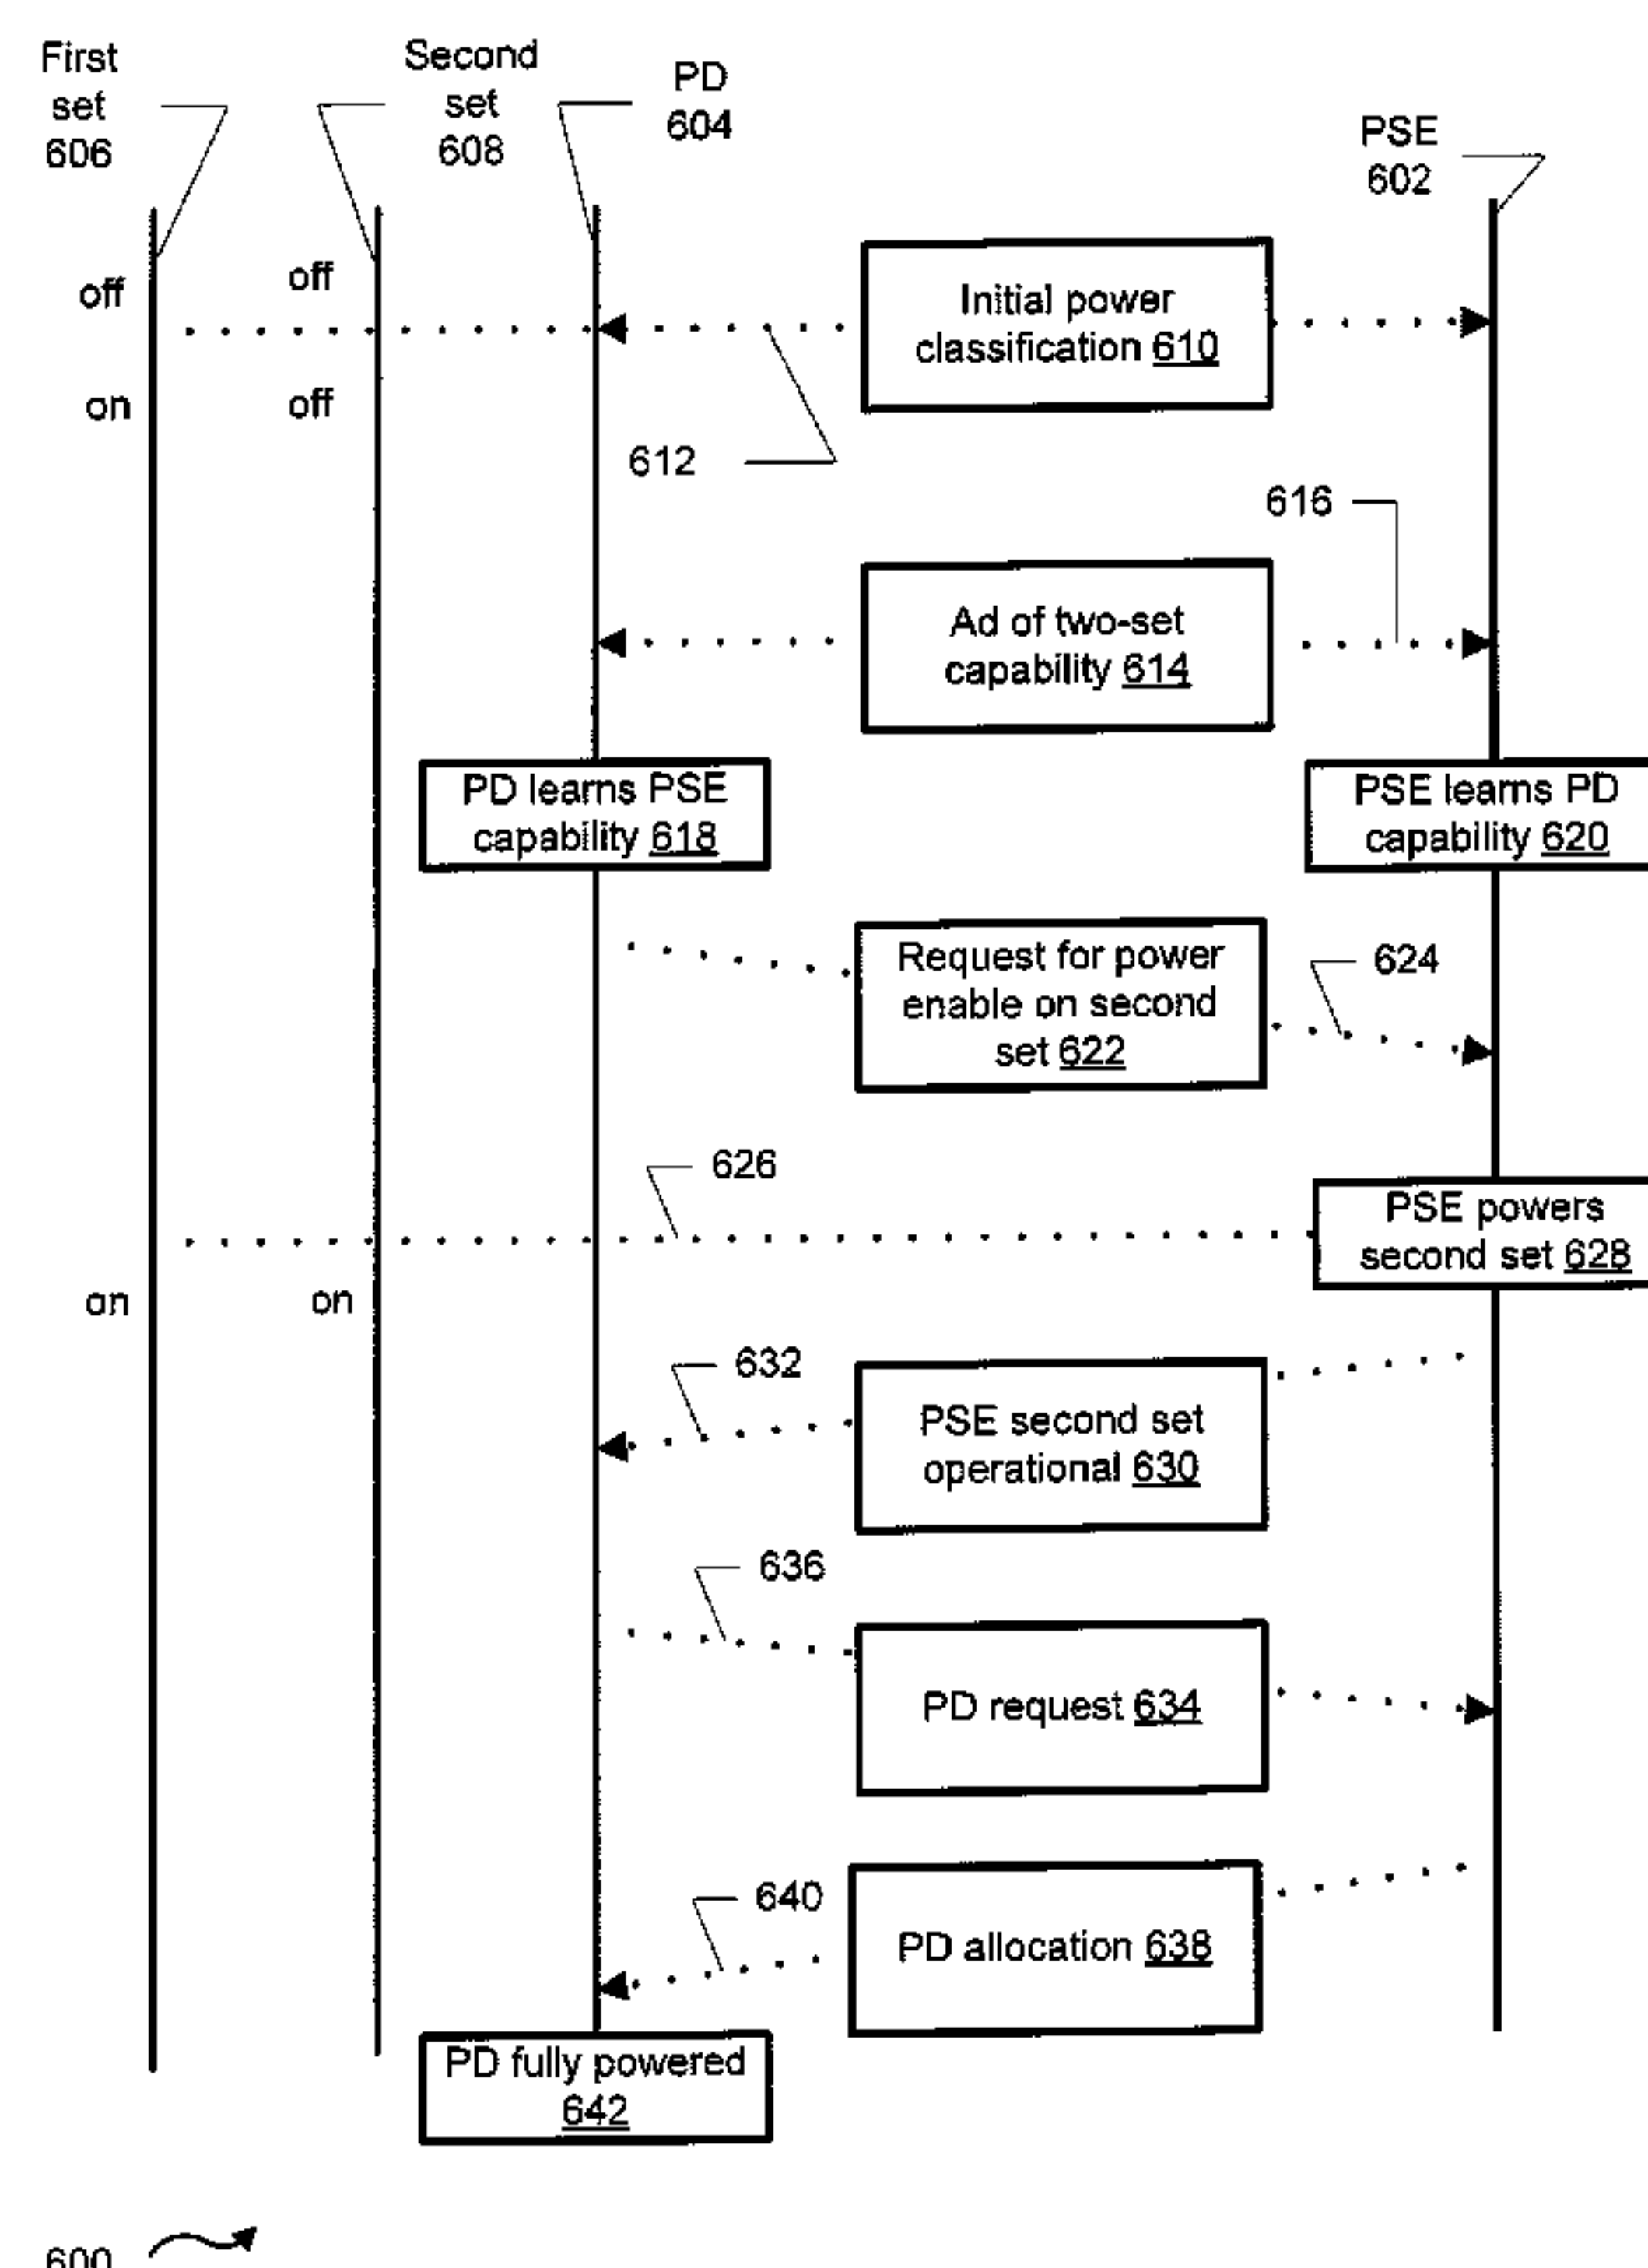 First
set
606
Second
set
608
PD
604
PSE
602
off
off
Initial power
classification 610
on
off
612
616
Ad of two-set
capability 614
PD learns PSE
capability 618
PSE learns PD
capability 620
Request for power
enable on second
set 622
624
626
PSE powers
second set 628
on
on
632
PSE second set
operational 630
636
PD request 634
640
PD allocation 638
PD fully powered
642
600